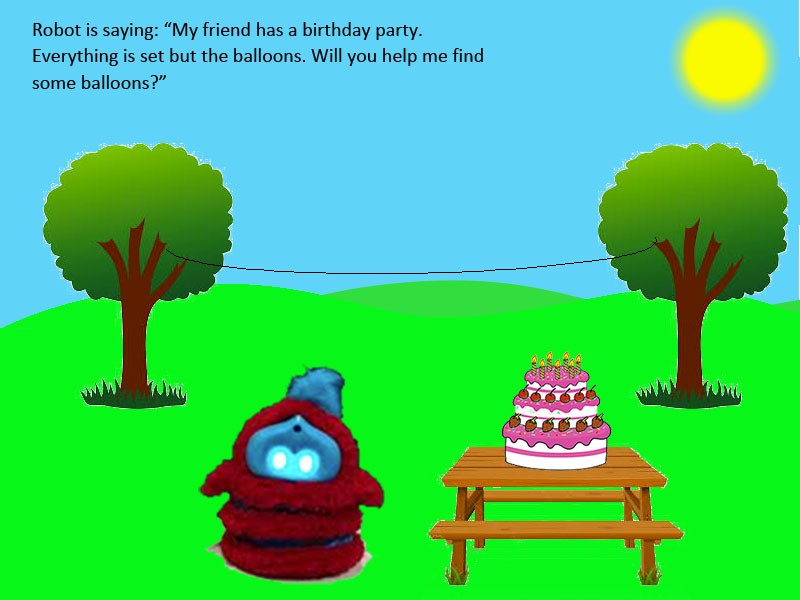 Robot is saying: “My friend has a birthday party.
Everything is set but the balloons. Will you help me find
some balloons?”